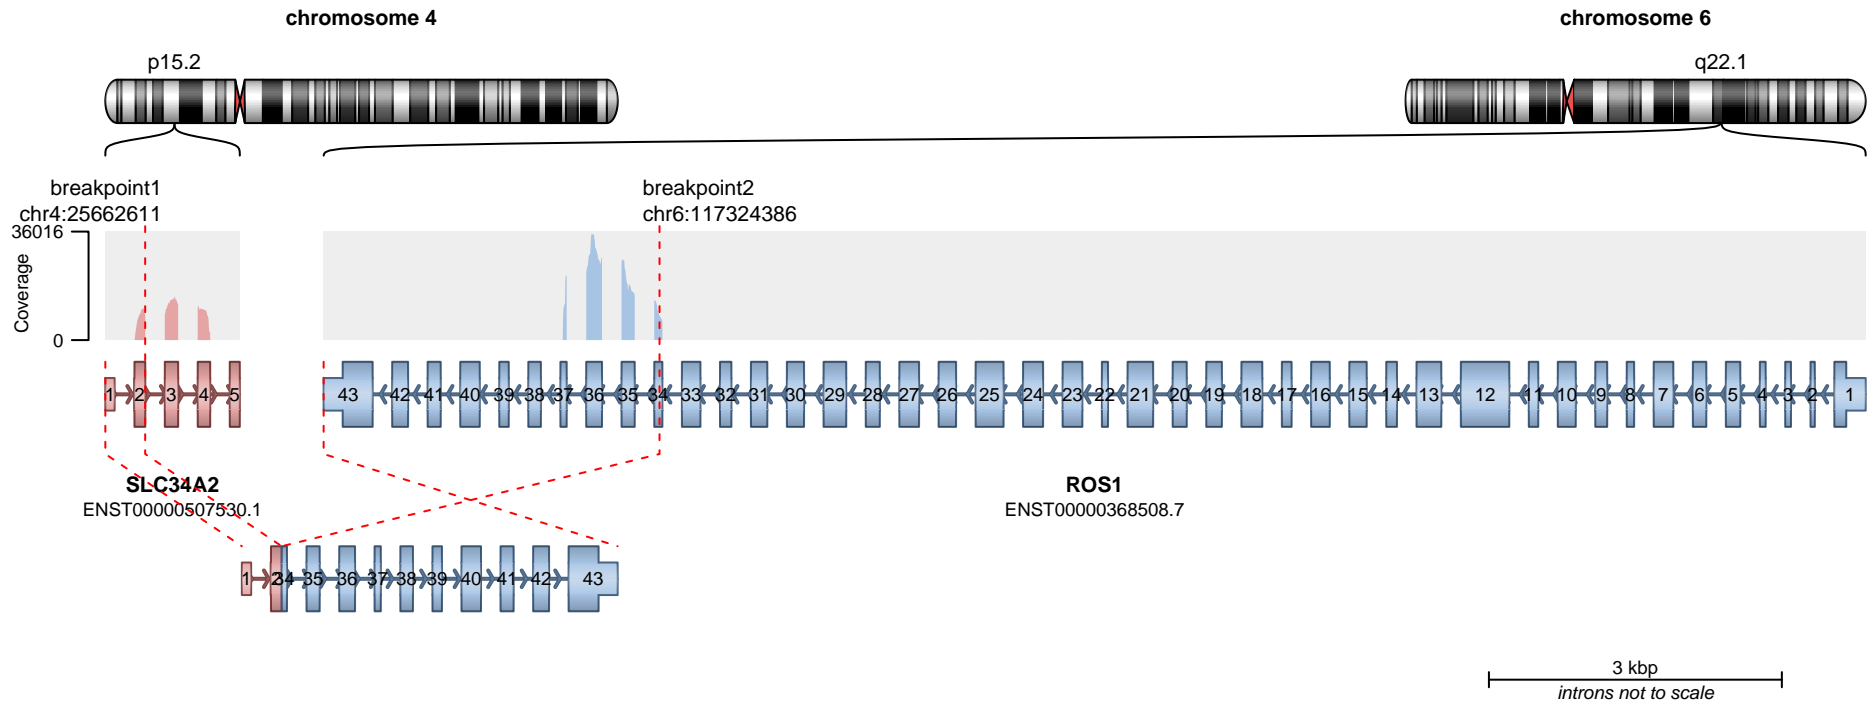 chromosome 4
chromosome 6
p15.2
q22.1
breakpoint1
chr4:25662611
breakpoint2
chr6:117324386
36016
Coverage
0
1 2 3 4 5
43 42 41 40 39 38 37 36 35 34 33 32 31 30 29 28 27 26 25 24 23 22 21 20 19 18 17 16 15 14 13 12 11 10 9 8 7 6 5 4 3 2 1
SLC34A2
ENST00000507530.1
ROS1
ENST00000368508.7
1 2 34 35 36 37 38 39 40 41 42 43
3 kbp
introns not to scale